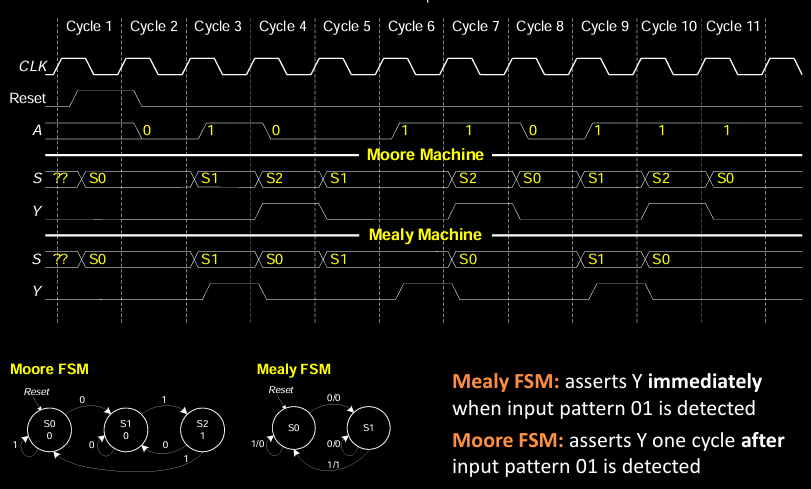 Cycle 1 Cycle 2 Cycle 3 Cycle 4 Cycle 5 Cycle 6 Cycle 7 Cycle 8 Cycle 9 Cycle 10 Cycle 11
CLK
Reset
A 0 1 0 1 1 0 1 1 1
Moore Machine
S ?? S0 S1 S2 S1 S2 S0 S1 S2 S0
Y
Mealy Machine
S ?? S0 S1 S0 S1 S0 S1 S0
Y
Moore FSM
Reset
0 1
S0 S1 S2
0 0 1
1 0 0
1
Mealy FSM
Reset
0/0
S0 S1
1/0 0/0
1/1
Mealy FSM: asserts Y immediately
when input pattern 01 is detected
Moore FSM: asserts Y one cycle after
input pattern 01 is detected